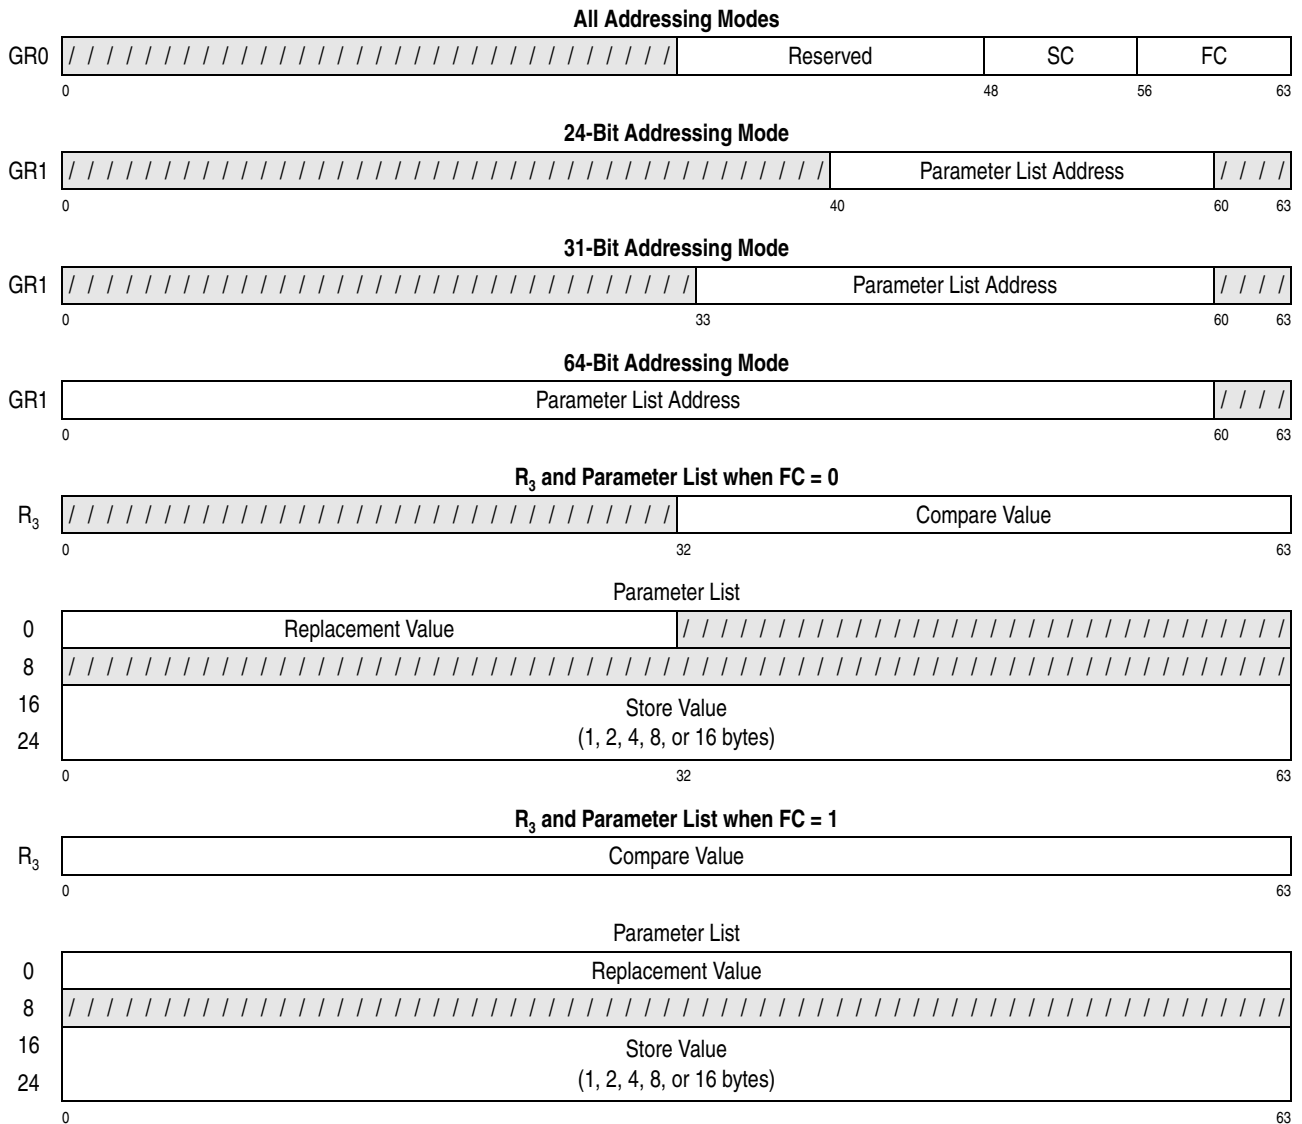 All Addressing Modes
GR0 / / / / / / / / / / / / / / / / / / / / / / / / / / / / / / / / Reserved SC FC
0 48 56 63
24-Bit Addressing Mode
GR1 / / / / / / / / / / / / / / / / / / / / / / / / / / / / / / / / / / / / / / / / Parameter List Address / / / /
0 40 60 63
31-Bit Addressing Mode
GR1 / / / / / / / / / / / / / / / / / / / / / / / / / / / / / / / / / Parameter List Address / / / /
0 33 60 63
64-Bit Addressing Mode
GR1 Parameter List Address / / / /
0 60 63
R3 and Parameter List when FC = 0
R3 / / / / / / / / / / / / / / / / / / / / / / / / / / / / / / / / Compare Value
0 32 63
Parameter List
0 Replacement Value / / / / / / / / / / / / / / / / / / / / / / / / / / / / / / / /
8 / / / / / / / / / / / / / / / / / / / / / / / / / / / / / / / / / / / / / / / / / / / / / / / / / / / / / / / / / / / / / / / /
16 Store Value
24 (1, 2, 4, 8, or 16 bytes)
0 32 63
R3 and Parameter List when FC = 1
R3 Compare Value
0 63
Parameter List
0 Replacement Value
8 / / / / / / / / / / / / / / / / / / / / / / / / / / / / / / / / / / / / / / / / / / / / / / / / / / / / / / / / / / / / / / / /
16 Store Value
24 (1, 2, 4, 8, or 16 bytes)
0 63